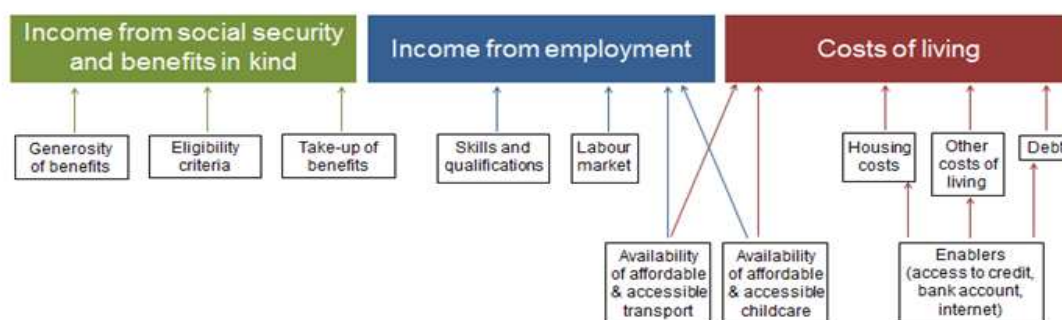 Income from social security
and benefits in kind
Income from employment
Costs of living
Generosity
of benefits
Eligibility
criteria
Take-up of
benefits
Skills and
qualifications
Labour
market
Housing
costs
Other
costs of
living
Debt
Availability
of affordable
& accessible
transport
Availability
of affordable
& accessible
childcare
Enablers
(access to credit,
bank account,
internet)